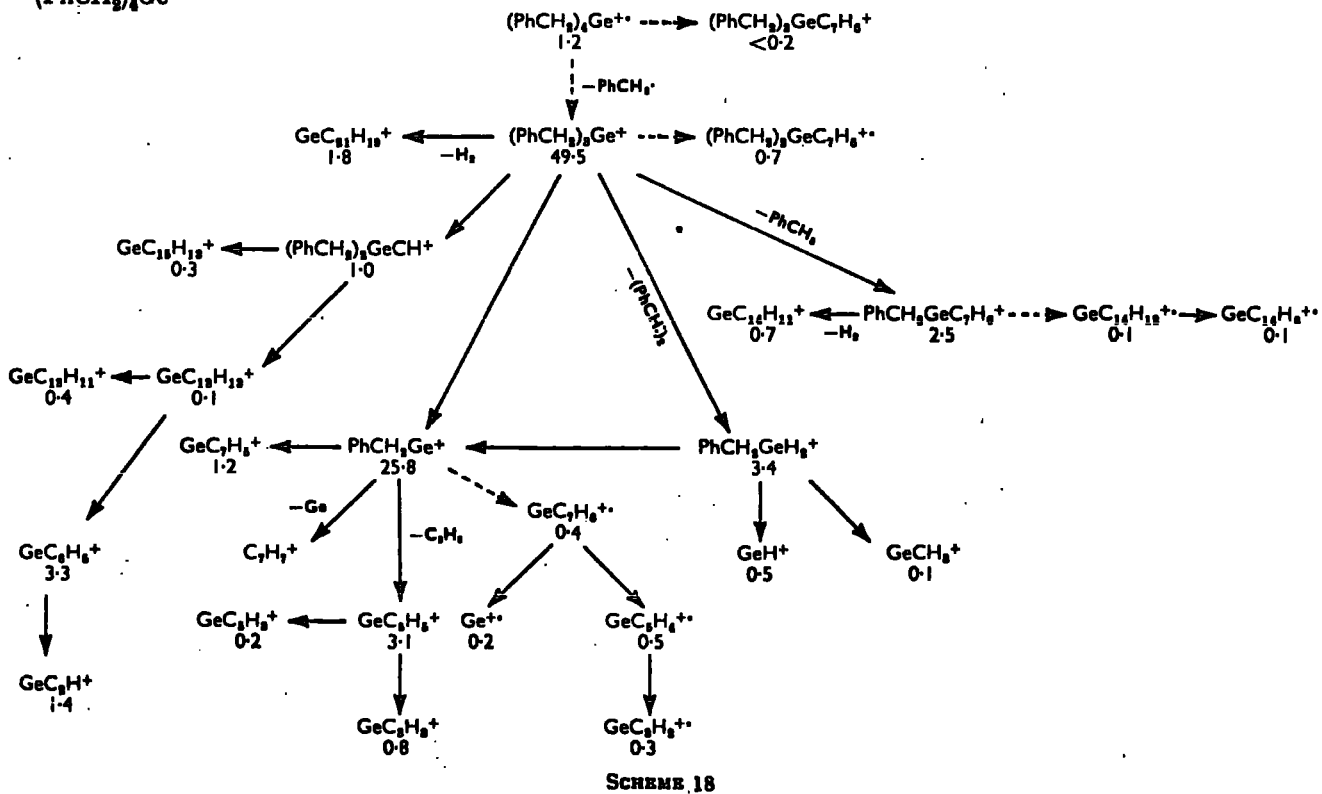 (PhCH₂)₄Ge
(PhCH₂)₄Ge⁺· (PhCH₂)₃GeC₇H₆⁺
1·2 <0·2
−PhCH₂·
GeC₂₁H₁₉⁺ −H₂ (PhCH₂)₃Ge⁺ (PhCH₂)₂GeC₇H₆⁺·
1·8 49·5 0·7
−PhCH₃
GeC₁₅H₁₃⁺ (PhCH₂)₂GeCH⁺
0·3 1·0
−(PhCH)₂
GeC₁₄H₁₁⁺ −H₂ PhCH₂GeC₇H₆⁺ GeC₁₄H₁₂⁺· GeC₁₄H₈⁺·
0·7 2·5 0·1 0·1
GeC₁₃H₁₁⁺ GeC₁₃H₁₃⁺
0·4 0·1
GeC₇H₅⁺ PhCH₂Ge⁺ PhCH₂GeH₂⁺
1·2 25·8 3·4
−Ge −C₂H₂ GeC₇H₆⁺·
0·4
GeC₆H₅⁺ C₇H₇⁺ GeH⁺ GeCH₃⁺
3·3 0·5 0·1
GeC₅H₃⁺ GeC₅H₅⁺ Ge⁺· GeC₅H₄⁺·
0·2 3·1 0·2 0·5
GeC₂H⁺
1·4
GeC₃H₃⁺ GeC₃H₂⁺·
0·8 0·3
SCHEME 18